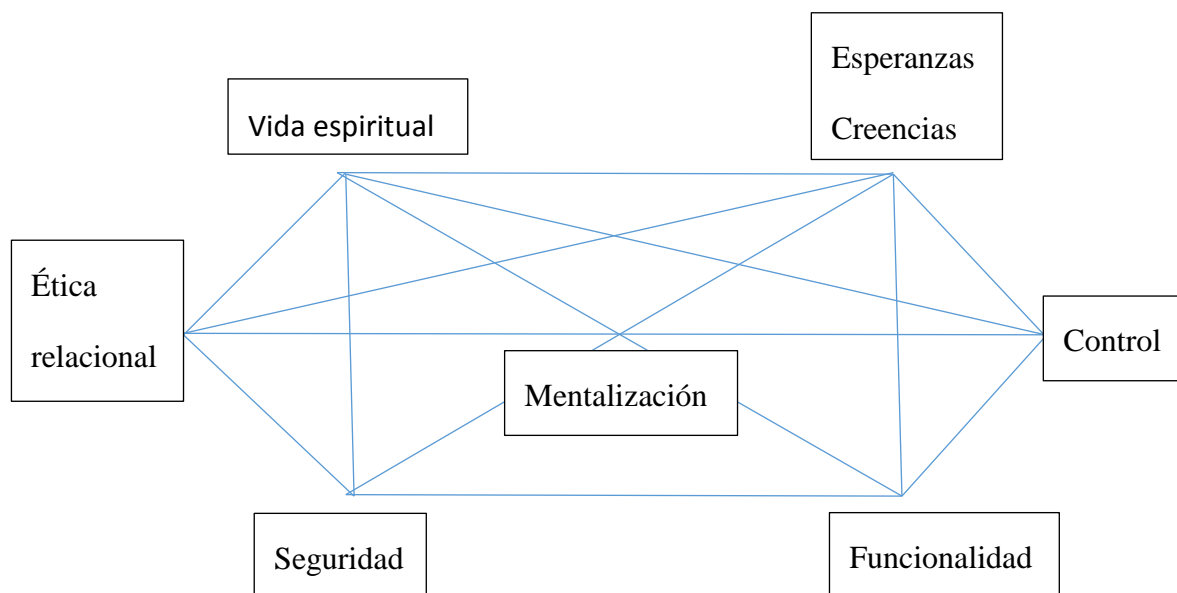 Esperanzas
Creencias
Vida espiritual
Ética
relacional
Control
Mentalización
Seguridad
Funcionalidad